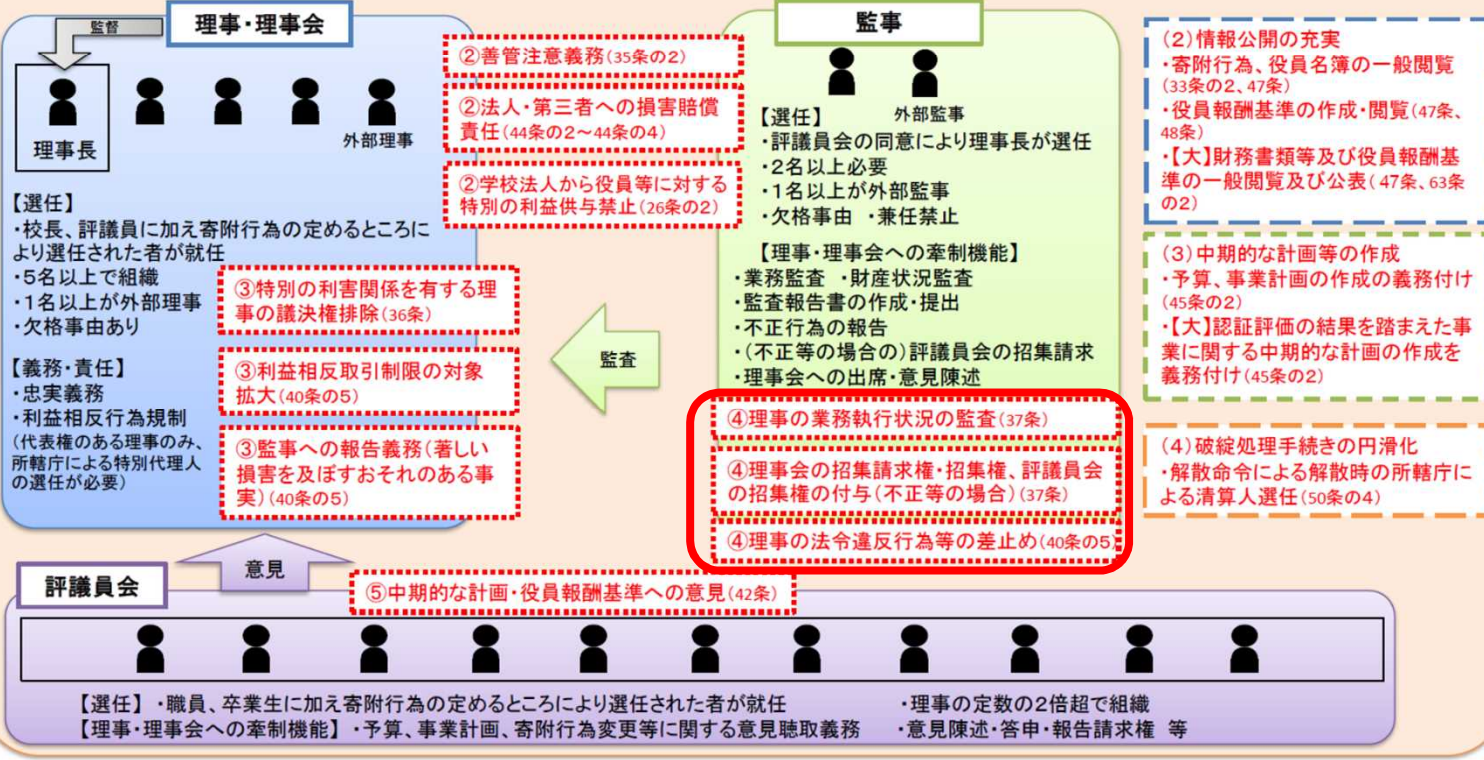 監督
理事・理事会
理事長
外部理事
【選任】
・校長、評議員に加え寄附行為の定めるところに
より選任された者が就任
・5名以上で組織
・1名以上が外部理事
・欠格事由あり
【義務・責任】
・忠実義務
・利益相反行為規制
(代表権のある理事のみ、
所轄庁による特別代理人
の選任が必要)
②善管注意義務(35条の2)
②法人・第三者への損害賠償
責任(44条の2～44条の4)
②学校法人から役員等に対する
特別の利益供与禁止(26条の2)
③特別の利害関係を有する理
事の議決権排除(36条)
③利益相反取引制限の対象
拡大(40条の5)
③監事への報告義務(著しい
損害を及ぼすおそれのある事
実)(40条の5)
監査
監事
外部監事
【選任】
・評議員会の同意により理事長が選任
・2名以上必要
・1名以上が外部監事
・欠格事由 ・兼任禁止
【理事・理事会への牽制機能】
・業務監査 ・財産状況監査
・監査報告書の作成・提出
・不正行為の報告
・(不正等の場合の)評議員会の招集請求
・理事会への出席・意見陳述
④理事の業務執行状況の監査(37条)
④理事会の招集請求権・招集権、評議員会
の招集権の付与(不正等の場合)(37条)
④理事の法令違反行為等の差止め(40条の5)
(2)情報公開の充実
・寄附行為、役員名簿の一般閲覧
(33条の2、47条)
・役員報酬基準の作成・閲覧(47条、
48条)
・【大】財務書類等及び役員報酬基
準の一般閲覧及び公表(47条、63条
の2)
(3)中期的な計画等の作成
・予算、事業計画の作成の義務付け
(45条の2)
・【大】認証評価の結果を踏まえた事
業に関する中期的な計画の作成を
義務付け(45条の2)
(4)破綻処理手続きの円滑化
・解散命令による解散時の所轄庁に
よる清算人選任(50条の4)
意見
評議員会
⑤中期的な計画・役員報酬基準への意見(42条)
【選任】 ・職員、卒業生に加え寄附行為の定めるところにより選任された者が就任 ・理事の定数の2倍超で組織
【理事・理事会への牽制機能】 ・予算、事業計画、寄附行為変更等に関する意見聴取義務 ・意見陳述・答申・報告請求権 等